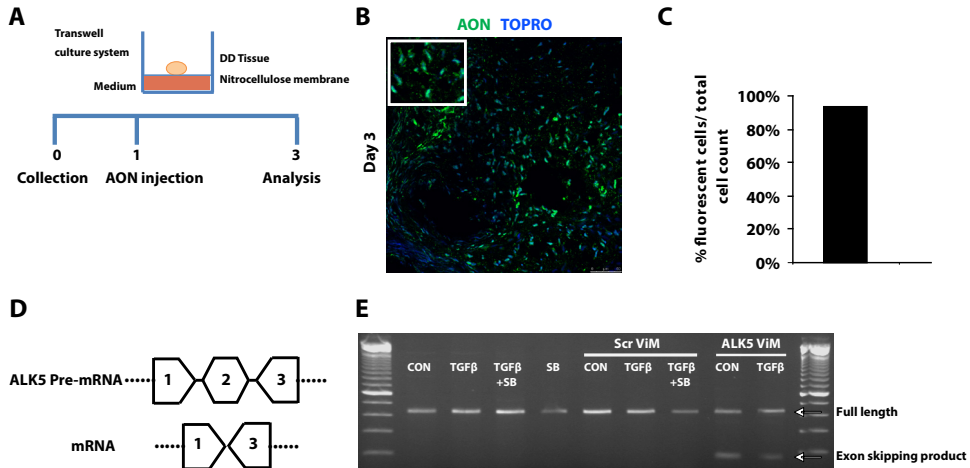 A
Transwell
culture system
DD Tissue
Nitrocellulose membrane
Medium
0
1
3
Collection
AON injection
Analysis
B
AON TOPRO
Day 3
C
% fluorescent cells/ total
cell count
100%
80%
60%
40%
20%
0%
D
ALK5 Pre-mRNA
1
2
3
mRNA
1
3
E
Scr ViM
ALK5 ViM
CON
TGFβ
TGFβ
+SB
SB
CON
TGFβ
TGFβ
+SB
CON
TGFβ
Full length
Exon skipping product